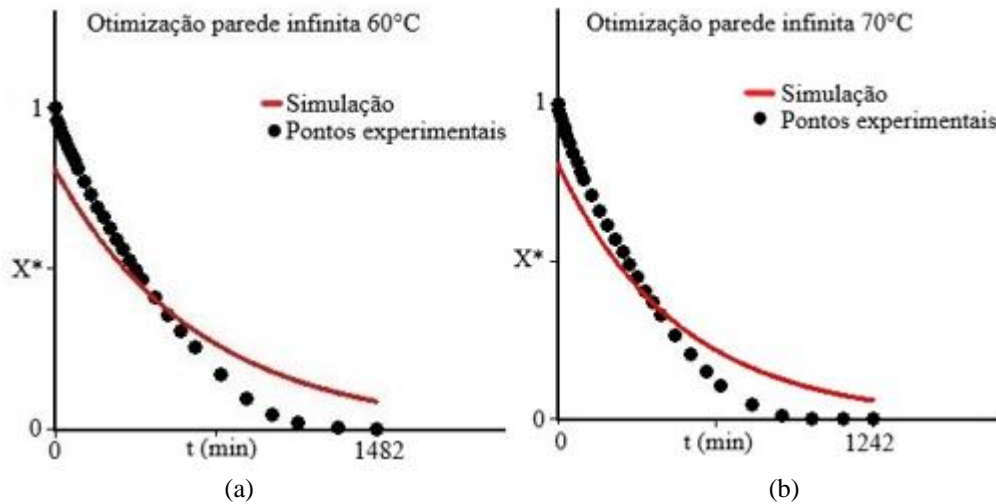 Otimização parede infinita 60°C
1
Simulação
Pontos experimentais
X*
0
0
t (min)
1482
(a)
Otimização parede infinita 70°C
1
Simulação
Pontos experimentais
X*
0
0
t (min)
1242
(b)